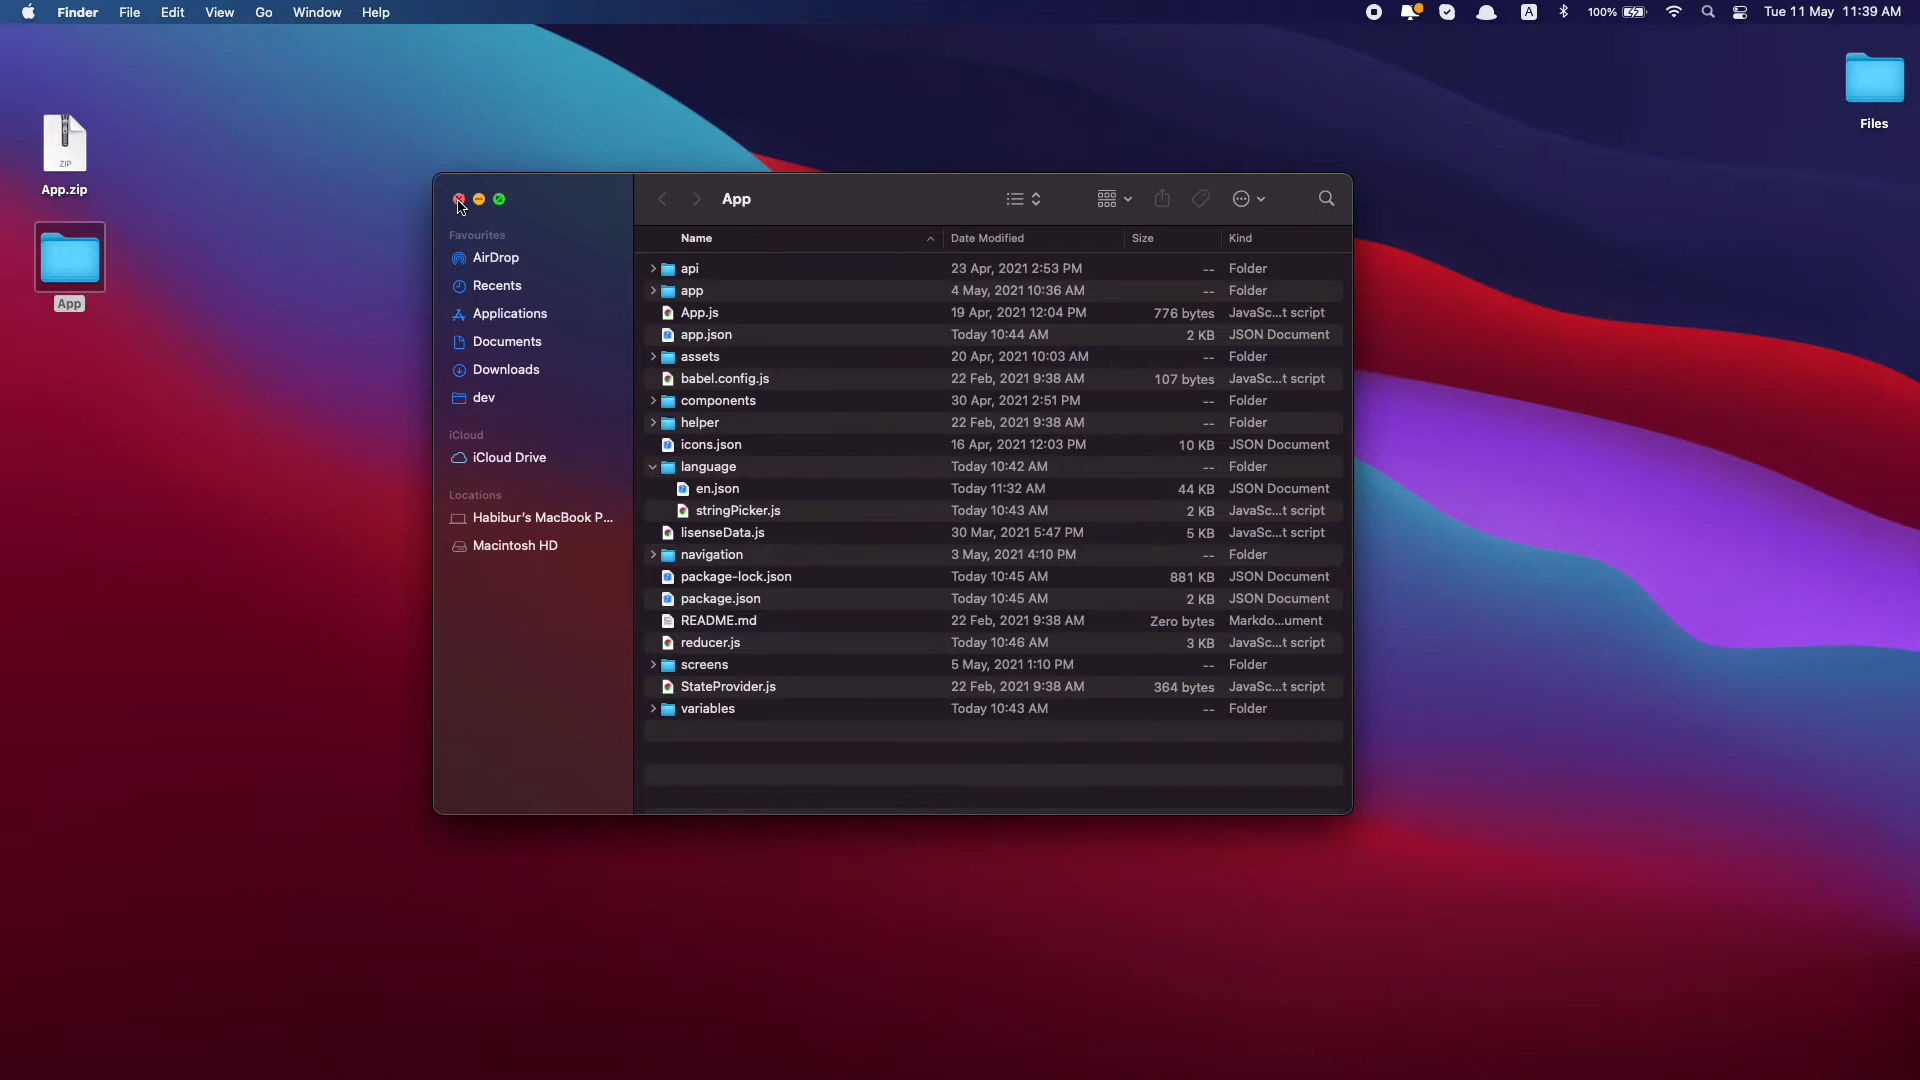 Finder File Edit View Go Window Help
A 100% Tue 11 May 11:39 AM
Files
ZIP
App.zip
App
App
Favourites
AirDrop
Recents
Applications
Documents
Downloads
dev
iCloud
iCloud Drive
Locations
Habibur's MacBook P...
Macintosh HD
Name Date Modified Size Kind
api 23 Apr, 2021 2:53 PM -- Folder
app 4 May, 2021 10:36 AM -- Folder
App.js 19 Apr, 2021 12:04 PM 776 bytes JavaSc...t script
app.json Today 10:44 AM 2 KB JSON Document
assets 20 Apr, 2021 10:03 AM -- Folder
babel.config.js 22 Feb, 2021 9:38 AM 107 bytes JavaSc...t script
components 30 Apr, 2021 2:51 PM -- Folder
helper 22 Feb, 2021 9:38 AM -- Folder
icons.json 16 Apr, 2021 12:03 PM 10 KB JSON Document
language Today 10:42 AM -- Folder
en.json Today 11:32 AM 44 KB JSON Document
stringPicker.js Today 10:43 AM 2 KB JavaSc...t script
lisenseData.js 30 Mar, 2021 5:47 PM 5 KB JavaSc...t script
navigation 3 May, 2021 4:10 PM -- Folder
package-lock.json Today 10:45 AM 881 KB JSON Document
package.json Today 10:45 AM 2 KB JSON Document
README.md 22 Feb, 2021 9:38 AM Zero bytes Markdo...ument
reducer.js Today 10:46 AM 3 KB JavaSc...t script
screens 5 May, 2021 1:10 PM -- Folder
StateProvider.js 22 Feb, 2021 9:38 AM 364 bytes JavaSc...t script
variables Today 10:43 AM -- Folder